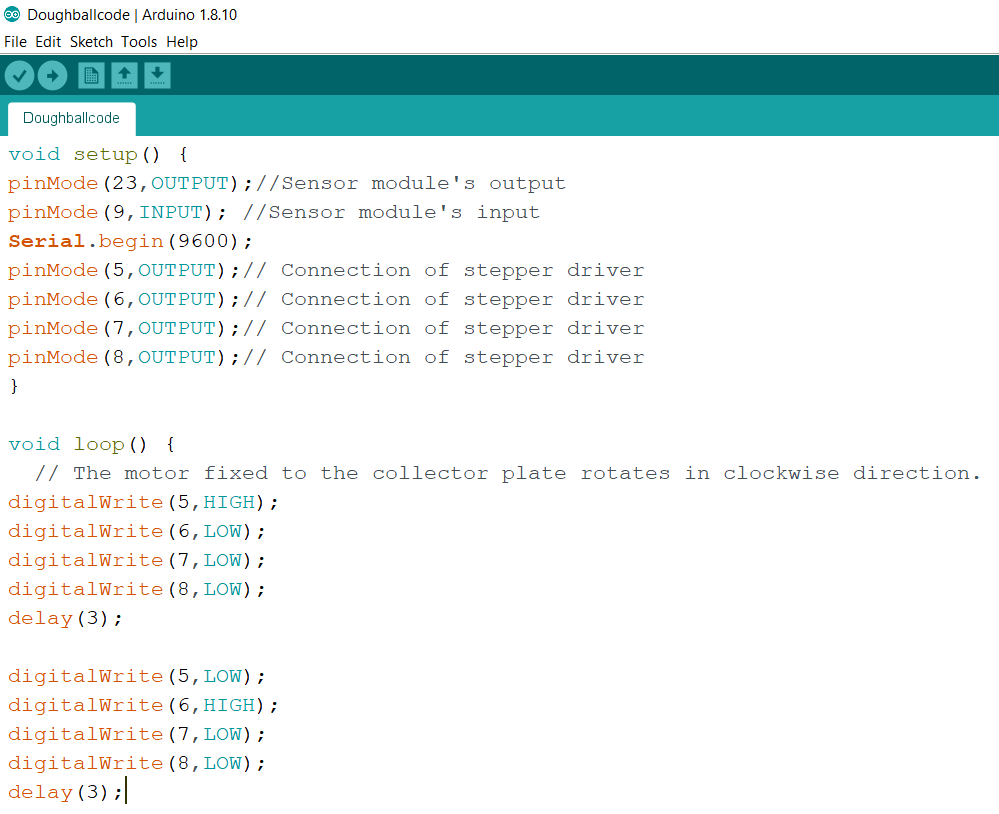 Doughballcode | Arduino 1.8.10
File Edit Sketch Tools Help
Doughballcode
void setup() {
pinMode(23,OUTPUT);//Sensor module's output
pinMode(9,INPUT); //Sensor module's input
Serial.begin(9600);
pinMode(5,OUTPUT);// Connection of stepper driver
pinMode(6,OUTPUT);// Connection of stepper driver
pinMode(7,OUTPUT);// Connection of stepper driver
pinMode(8,OUTPUT);// Connection of stepper driver
}
void loop() {
// The motor fixed to the collector plate rotates in clockwise direction.
digitalWrite(5,HIGH);
digitalWrite(6,LOW);
digitalWrite(7,LOW);
digitalWrite(8,LOW);
delay(3);
digitalWrite(5,LOW);
digitalWrite(6,HIGH);
digitalWrite(7,LOW);
digitalWrite(8,LOW);
delay(3);